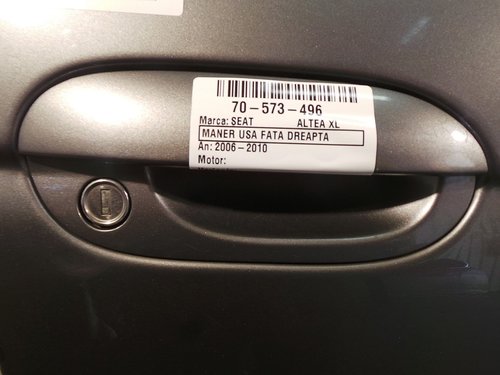 70-573-496
Marca: SEAT ALTEA XL
MANER USA FATA DREAPTA
An: 2006-2010
Motor: